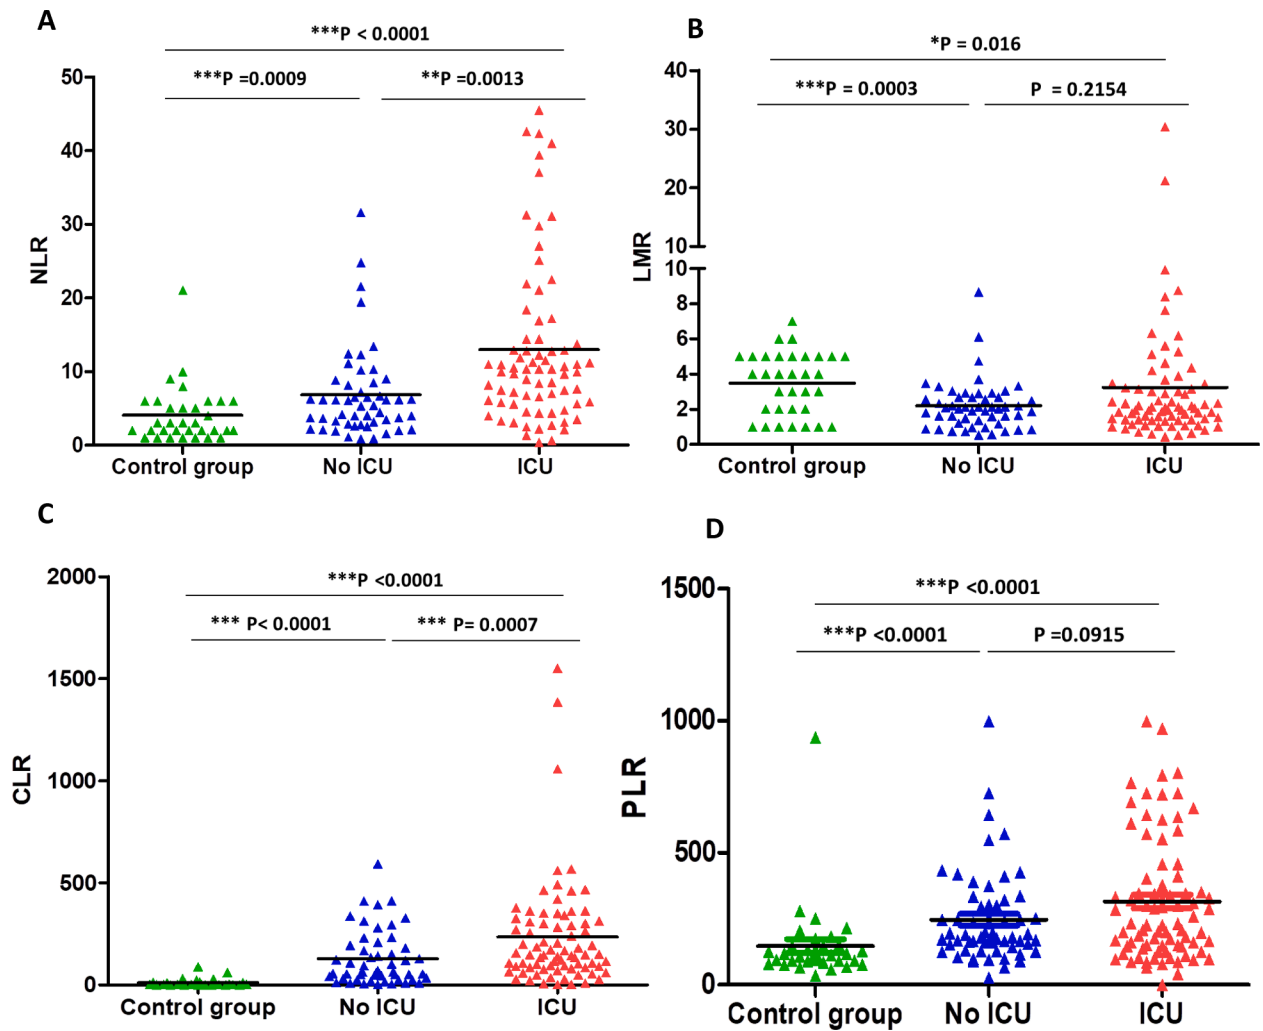 A
***P < 0.0001
***P =0.0009
**P =0.0013
50
40
30
20
10
0
NLR
Control group
No ICU
ICU
B
*P = 0.016
***P = 0.0003
P = 0.2154
40
30
20
10
10
8
6
4
2
0
LMR
Control group
No ICU
ICU
C
***P <0.0001
*** P< 0.0001
*** P= 0.0007
2000
1500
1000
500
0
CLR
Control group
No ICU
ICU
D
***P <0.0001
***P <0.0001
P =0.0915
1500
1000
500
0
PLR
Control group
No ICU
ICU